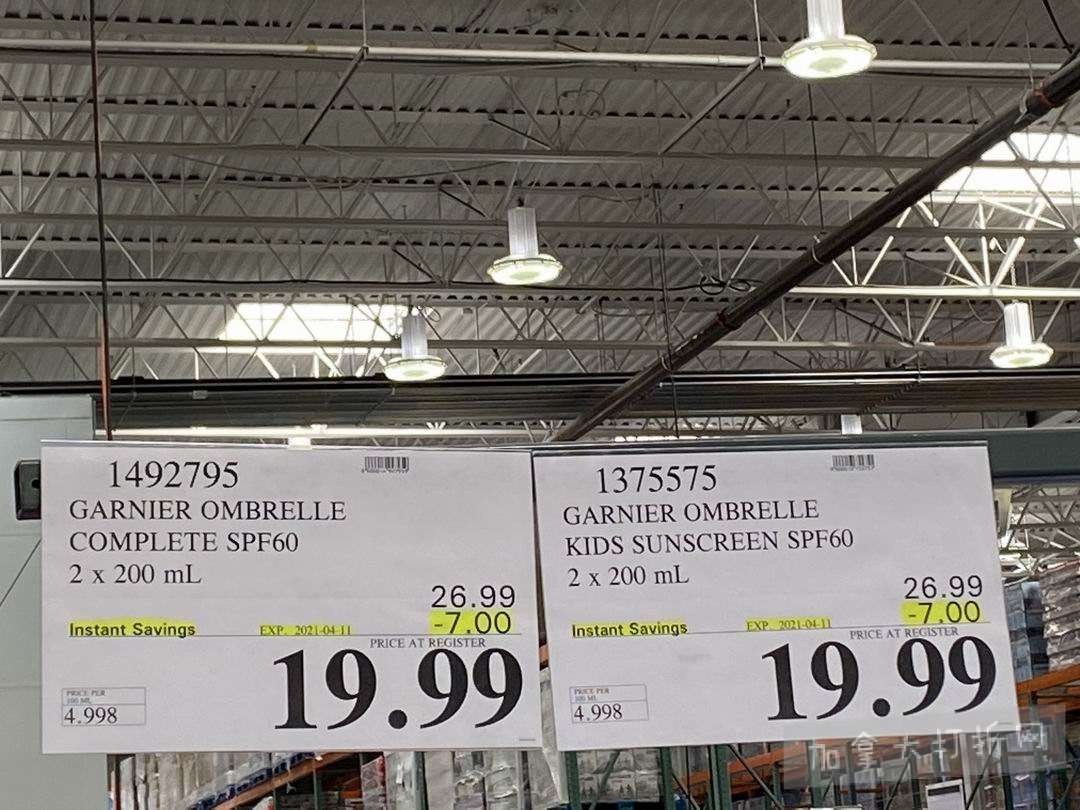 1492795
GARNIER OMBRELLE
COMPLETE SPF60
2 x 200 mL
26.99
Instant Savings EXP. 2021-04-11 -7.00
PRICE AT REGISTER
19.99
PRICE PER
100 ML
4.998
1375575
GARNIER OMBRELLE
KIDS SUNSCREEN SPF60
2 x 200 mL
26.99
Instant Savings EXP. 2021-04-11 -7.00
PRICE AT REGISTER
19.99
PRICE PER
100 ML
4.998
加拿大打折网